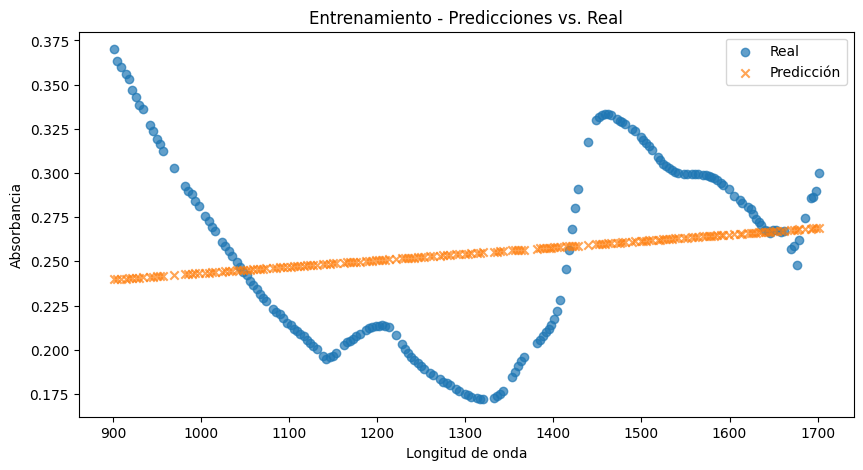 Entrenamiento - Predicciones vs. Real
Real
Predicción
0.375
0.350
0.325
0.300
0.275
0.250
0.225
0.200
0.175
Absorbancia
900 1000 1100 1200 1300 1400 1500 1600 1700
Longitud de onda